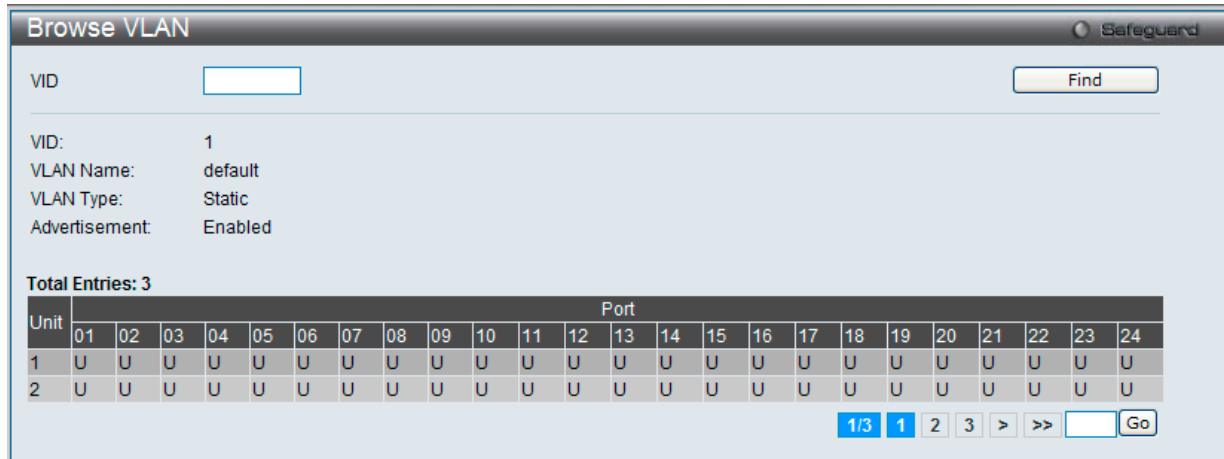 Browse VLAN Safeguard
VID Find
VID: 1
VLAN Name: default
VLAN Type: Static
Advertisement: Enabled
Total Entries: 3
Unit Port
01 02 03 04 05 06 07 08 09 10 11 12 13 14 15 16 17 18 19 20 21 22 23 24
1 U U U U U U U U U U U U U U U U U U U U U U U U
2 U U U U U U U U U U U U U U U U U U U U U U U U
1/3 1 2 3 > >> Go